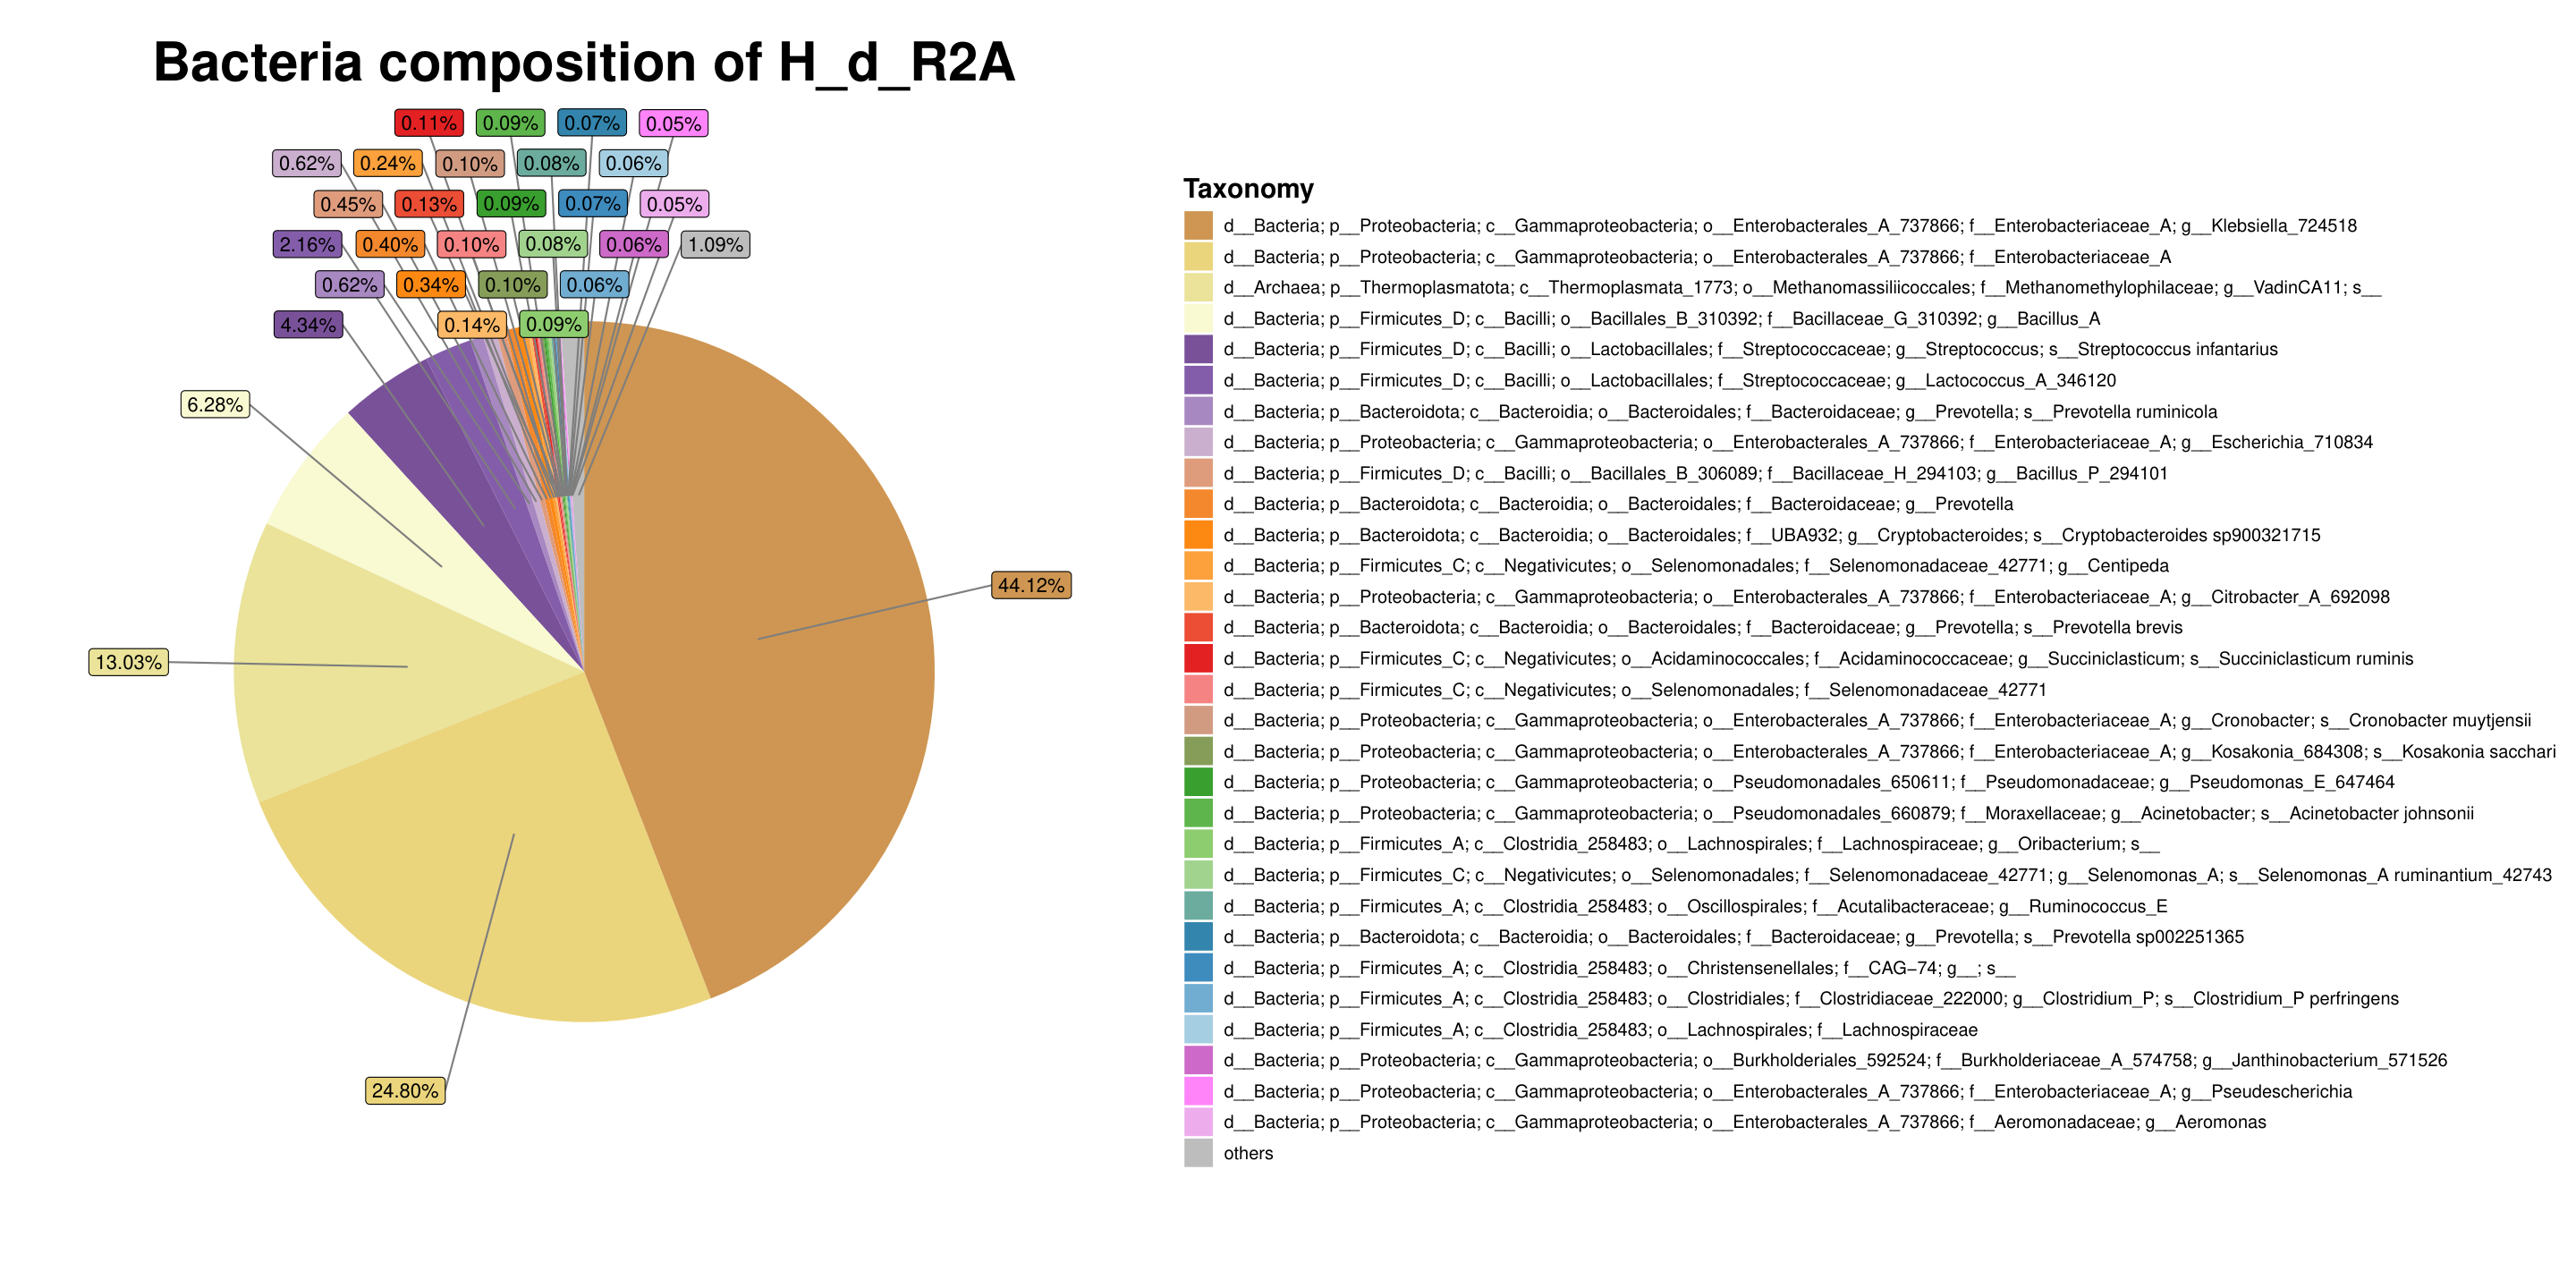 Bacteria composition of H_d_R2A
0.11% 0.09% 0.07% 0.05%
0.62% 0.24% 0.10% 0.08% 0.06%
0.45% 0.13% 0.09% 0.07% 0.05%
2.16% 0.40% 0.10% 0.08% 0.06% 1.09%
0.62% 0.34% 0.10% 0.06%
4.34% 0.14% 0.09%
6.28%
44.12%
13.03%
24.80%
Taxonomy
d__Bacteria; p__Proteobacteria; c__Gammaproteobacteria; o__Enterobacterales_A_737866; f__Enterobacteriaceae_A; g__Klebsiella_724518
d__Bacteria; p__Proteobacteria; c__Gammaproteobacteria; o__Enterobacterales_A_737866; f__Enterobacteriaceae_A
d__Archaea; p__Thermoplasmatota; c__Thermoplasmata_1773; o__Methanomassiliicoccales; f__Methanomethylophilaceae; g__VadinCA11; s__
d__Bacteria; p__Firmicutes_D; c__Bacilli; o__Bacillales_B_310392; f__Bacillaceae_G_310392; g__Bacillus_A
d__Bacteria; p__Firmicutes_D; c__Bacilli; o__Lactobacillales; f__Streptococcaceae; g__Streptococcus; s__Streptococcus infantarius
d__Bacteria; p__Firmicutes_D; c__Bacilli; o__Lactobacillales; f__Streptococcaceae; g__Lactococcus_A_346120
d__Bacteria; p__Bacteroidota; c__Bacteroidia; o__Bacteroidales; f__Bacteroidaceae; g__Prevotella; s__Prevotella ruminicola
d__Bacteria; p__Proteobacteria; c__Gammaproteobacteria; o__Enterobacterales_A_737866; f__Enterobacteriaceae_A; g__Escherichia_710834
d__Bacteria; p__Firmicutes_D; c__Bacilli; o__Bacillales_B_306089; f__Bacillaceae_H_294103; g__Bacillus_P_294101
d__Bacteria; p__Bacteroidota; c__Bacteroidia; o__Bacteroidales; f__Bacteroidaceae; g__Prevotella
d__Bacteria; p__Bacteroidota; c__Bacteroidia; o__Bacteroidales; f__UBA932; g__Cryptobacteroides; s__Cryptobacteroides sp900321715
d__Bacteria; p__Firmicutes_C; c__Negativicutes; o__Selenomonadales; f__Selenomonadaceae_42771; g__Centipeda
d__Bacteria; p__Proteobacteria; c__Gammaproteobacteria; o__Enterobacterales_A_737866; f__Enterobacteriaceae_A; g__Citrobacter_A_692098
d__Bacteria; p__Bacteroidota; c__Bacteroidia; o__Bacteroidales; f__Bacteroidaceae; g__Prevotella; s__Prevotella brevis
d__Bacteria; p__Firmicutes_C; c__Negativicutes; o__Acidaminococcales; f__Acidaminococcaceae; g__Succiniclasticum; s__Succiniclasticum ruminis
d__Bacteria; p__Firmicutes_C; c__Negativicutes; o__Selenomonadales; f__Selenomonadaceae_42771
d__Bacteria; p__Proteobacteria; c__Gammaproteobacteria; o__Enterobacterales_A_737866; f__Enterobacteriaceae_A; g__Cronobacter; s__Cronobacter muytjensii
d__Bacteria; p__Proteobacteria; c__Gammaproteobacteria; o__Enterobacterales_A_737866; f__Enterobacteriaceae_A; g__Kosakonia_684308; s__Kosakonia sacchari
d__Bacteria; p__Proteobacteria; c__Gammaproteobacteria; o__Pseudomonadales_650611; f__Pseudomonadaceae; g__Pseudomonas_E_647464
d__Bacteria; p__Proteobacteria; c__Gammaproteobacteria; o__Pseudomonadales_660879; f__Moraxellaceae; g__Acinetobacter; s__Acinetobacter johnsonii
d__Bacteria; p__Firmicutes_A; c__Clostridia_258483; o__Lachnospirales; f__Lachnospiraceae; g__Oribacterium; s__
d__Bacteria; p__Firmicutes_C; c__Negativicutes; o__Selenomonadales; f__Selenomonadaceae_42771; g__Selenomonas_A; s__Selenomonas_A ruminantium_42743
d__Bacteria; p__Firmicutes_A; c__Clostridia_258483; o__Oscillospirales; f__Acutalibacteraceae; g__Ruminococcus_E
d__Bacteria; p__Bacteroidota; c__Bacteroidia; o__Bacteroidales; f__Bacteroidaceae; g__Prevotella; s__Prevotella sp002251365
d__Bacteria; p__Firmicutes_A; c__Clostridia_258483; o__Christensenellales; f__CAG−74; g__; s__
d__Bacteria; p__Firmicutes_A; c__Clostridia_258483; o__Clostridiales; f__Clostridiaceae_222000; g__Clostridium_P; s__Clostridium_P perfringens
d__Bacteria; p__Firmicutes_A; c__Clostridia_258483; o__Lachnospirales; f__Lachnospiraceae
d__Bacteria; p__Proteobacteria; c__Gammaproteobacteria; o__Burkholderiales_592524; f__Burkholderiaceae_A_574758; g__Janthinobacterium_571526
d__Bacteria; p__Proteobacteria; c__Gammaproteobacteria; o__Enterobacterales_A_737866; f__Enterobacteriaceae_A; g__Pseudescherichia
d__Bacteria; p__Proteobacteria; c__Gammaproteobacteria; o__Enterobacterales_A_737866; f__Aeromonadaceae; g__Aeromonas
others